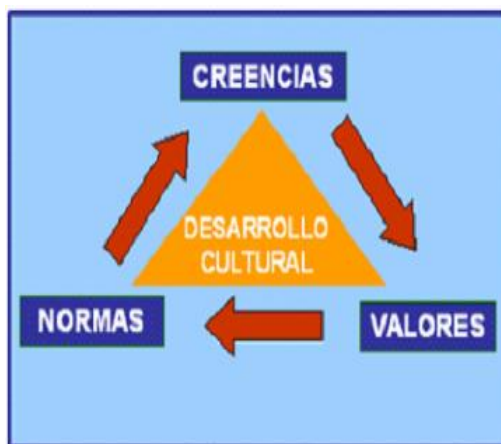 CREENCIAS
DESARROLLO
CULTURAL
NORMAS
VALORES